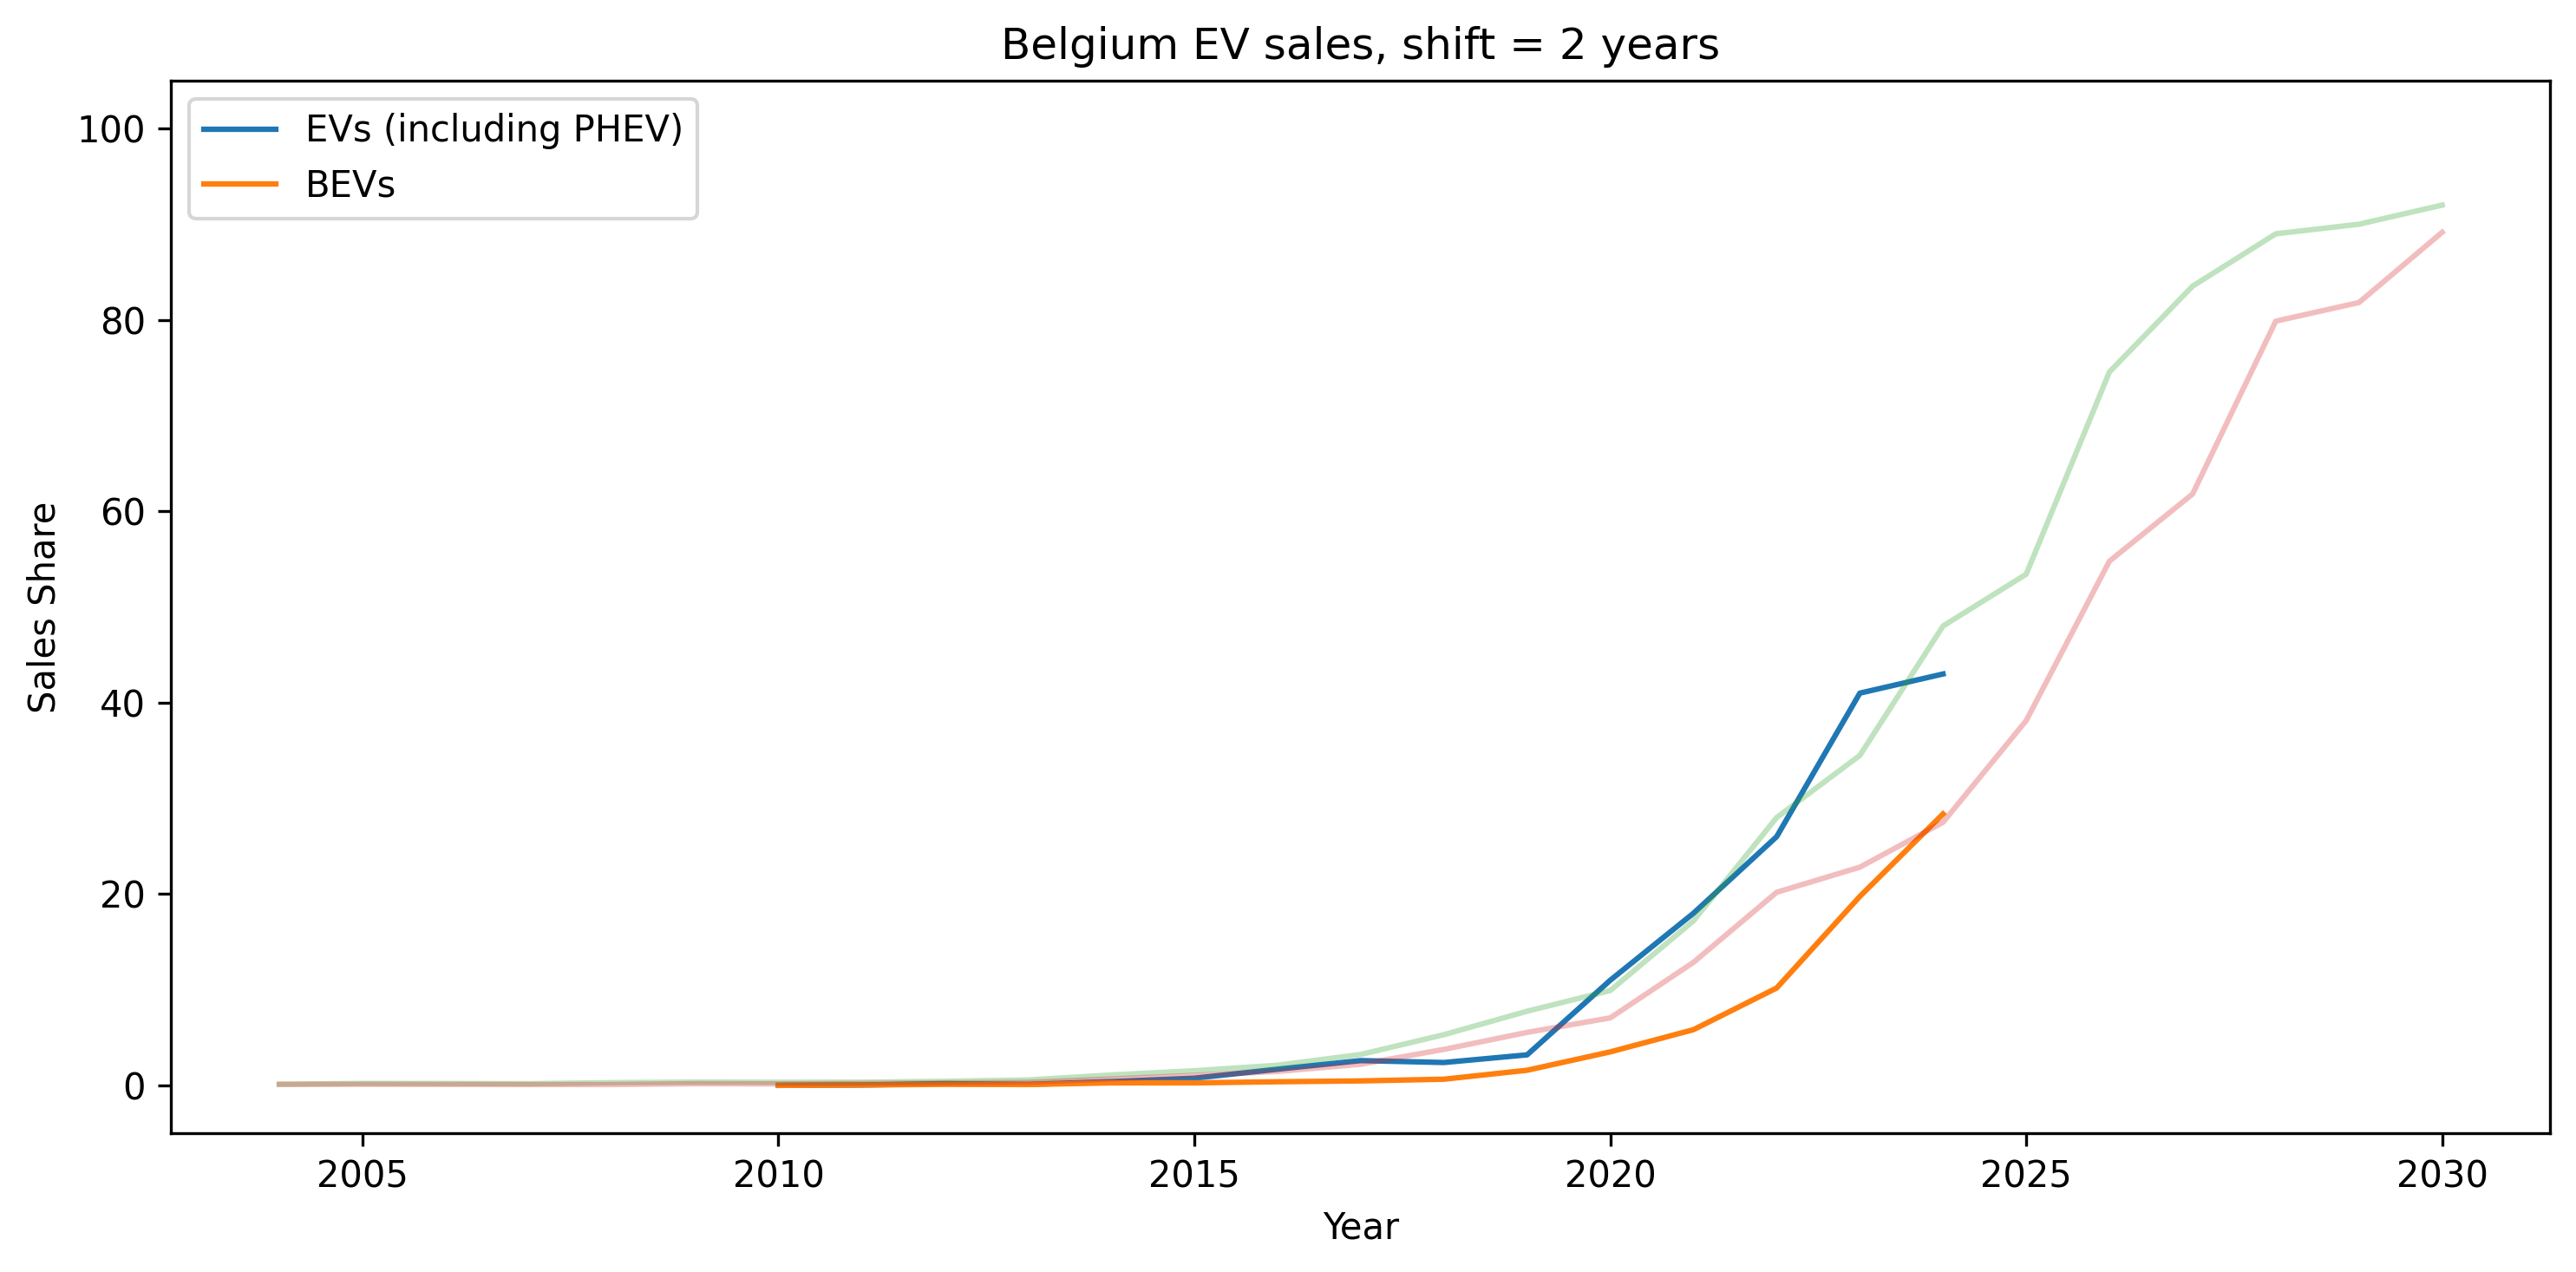 Belgium EV sales, shift = 2 years
EVs (including PHEV)
BEVs
100
80
60
40
20
0
Sales Share
2005 2010 2015 2020 2025 2030
Year